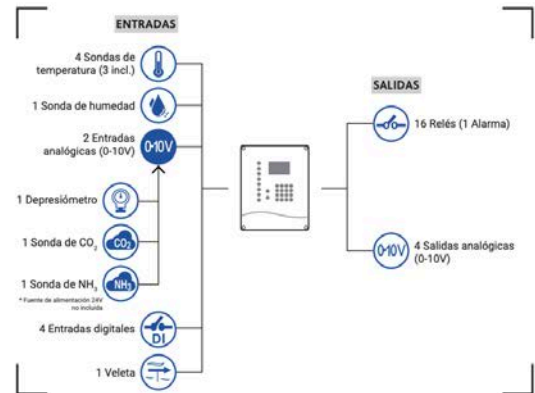 ENTRADAS
4 Sondas de
temperatura (3 incl.)
1 Sonda de humedad
2 Entradas
analógicas (0-10V)
0-10V
1 Depresiómetro
1 Sonda de CO₂
CO₂
1 Sonda de NH₃
NH₃
* Fuente de alimentación 24V
no incluida
4 Entradas digitales
DI
1 Veleta
SALIDAS
16 Relés (1 Alarma)
0-10V
4 Salidas analógicas
(0-10V)